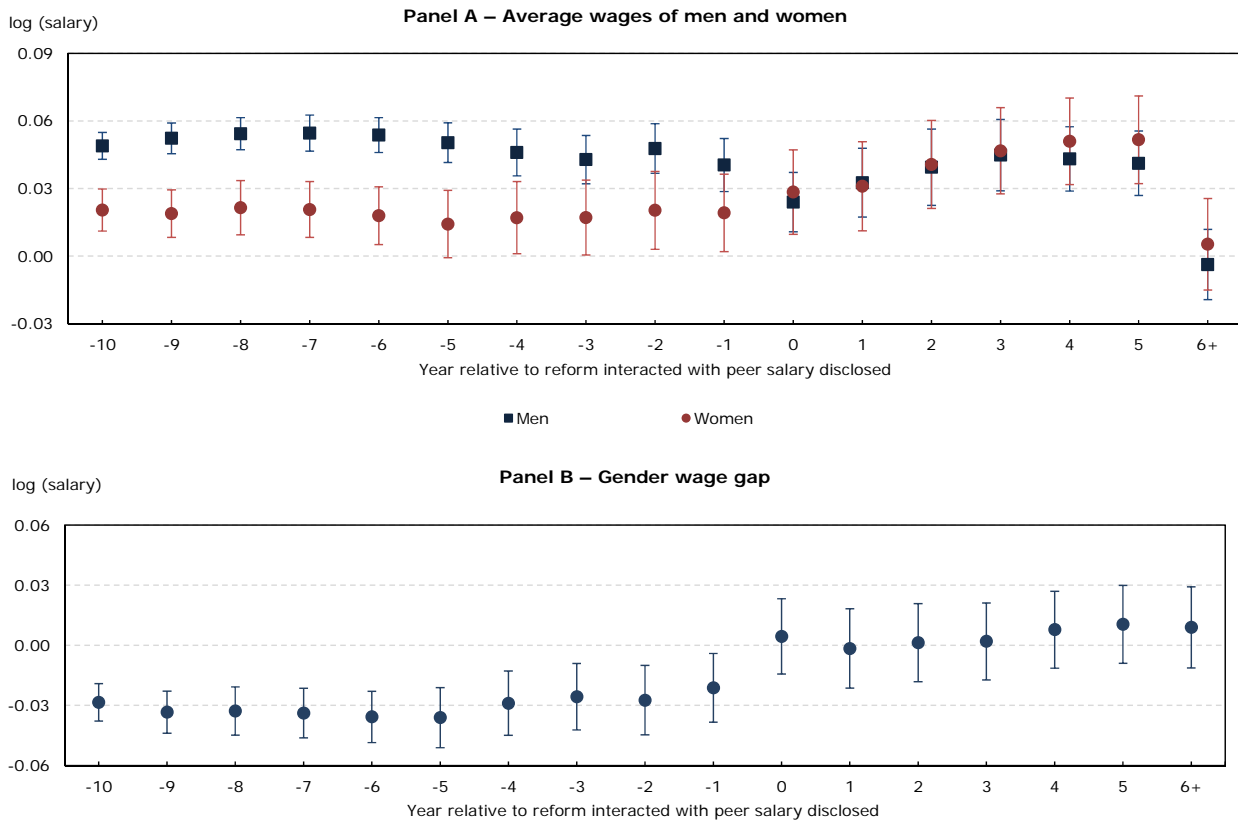 Panel A – Average wages of men and women
log (salary)
0.09
0.06
0.03
0.00
-0.03
-10 -9 -8 -7 -6 -5 -4 -3 -2 -1 0 1 2 3 4 5 6+
Year relative to reform interacted with peer salary disclosed
Men Women
Panel B – Gender wage gap
log (salary)
0.06
0.03
0.00
-0.03
-0.06
-10 -9 -8 -7 -6 -5 -4 -3 -2 -1 0 1 2 3 4 5 6+
Year relative to reform interacted with peer salary disclosed